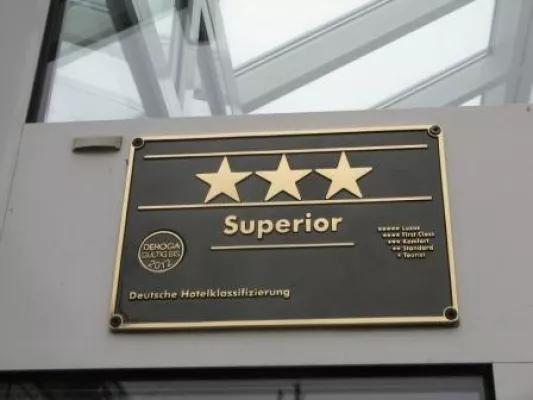 Superior
DEHOGA
GÜLTIG BIS
2012
***** Luxus
**** First Class
*** Komfort
** Standard
* Tourist
Deutsche Hotelklassifizierung